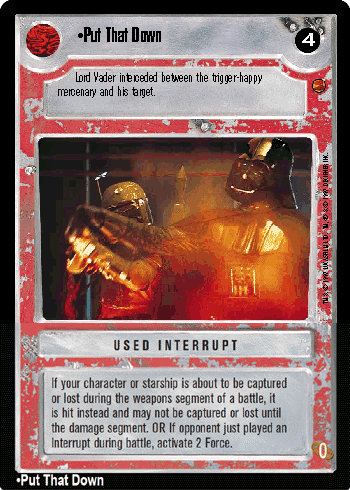 •Put That Down
4
Lord Vader interceded between the trigger-happy
mercenary and his target.
USED INTERRUPT
If your character or starship is about to be captured
or lost during the weapons segment of a battle, it
is hit instead and may not be captured or lost until
the damage segment. OR If opponent just played an
Interrupt during battle, activate 2 Force.
0
•Put That Down